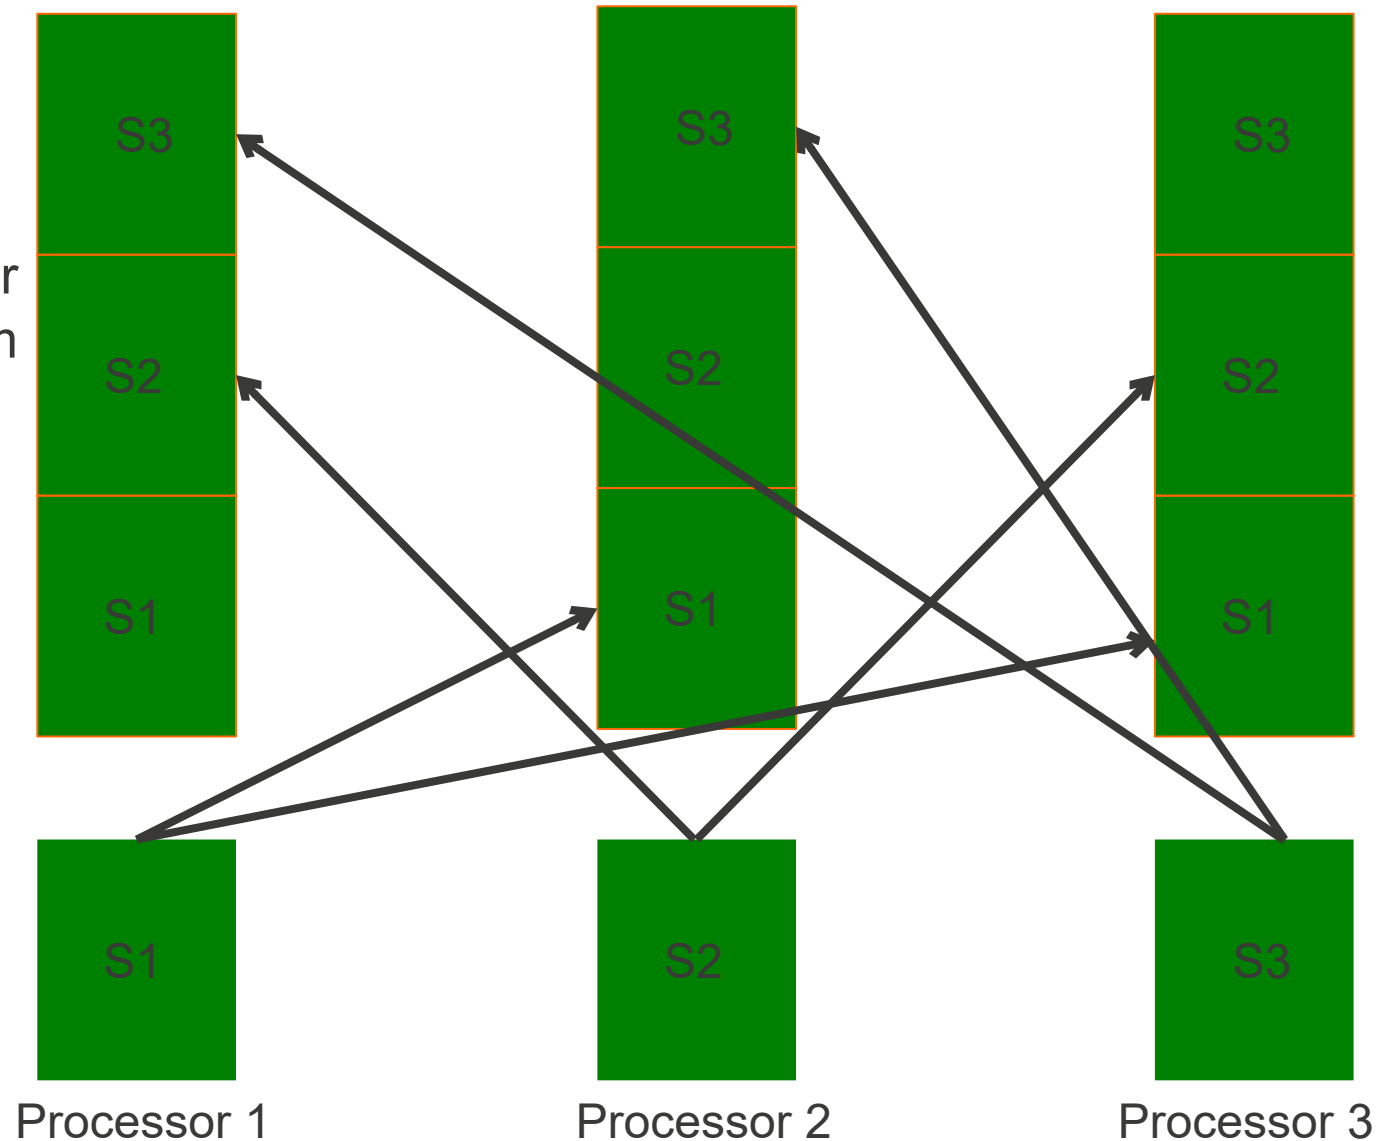 S3 S3 S3
r
n
S2 S2 S2
S1 S1 S1
S1 S2 S3
Processor 1 Processor 2 Processor 3